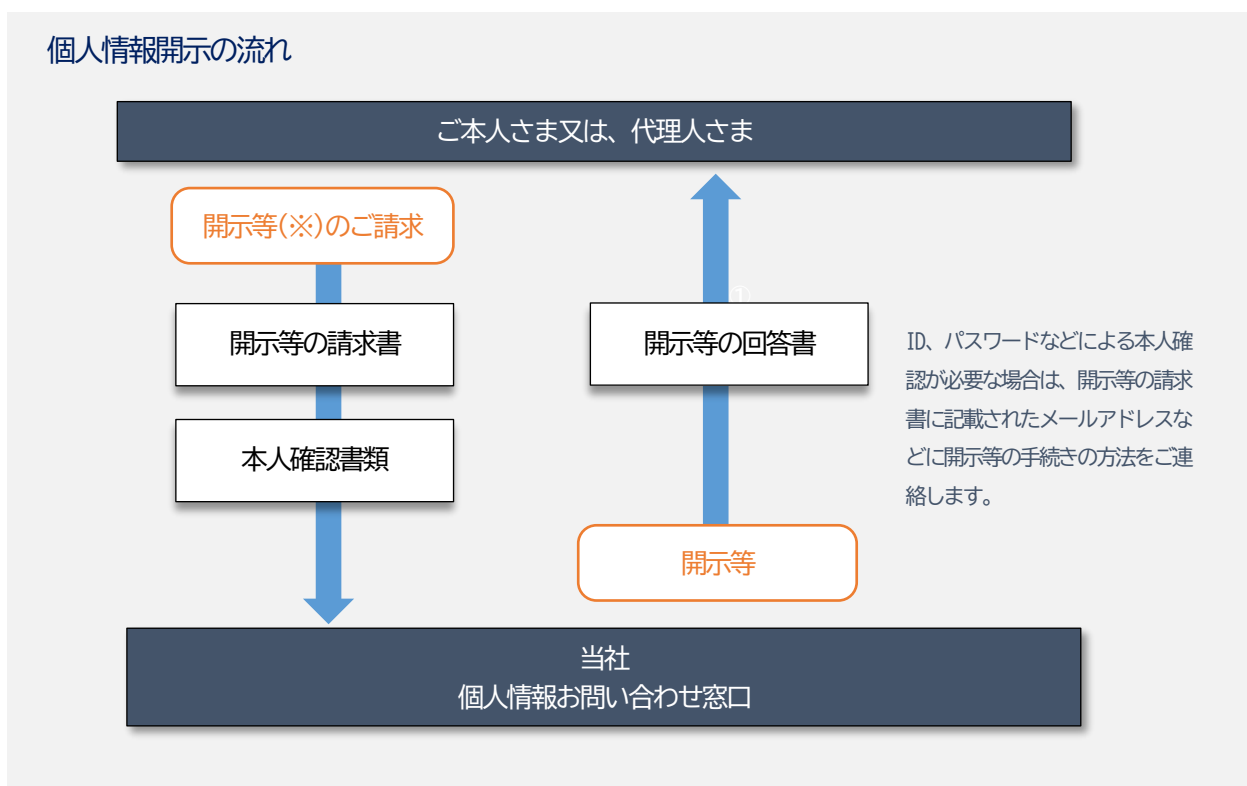 個人情報開示の流れ
ご本人さま又は、代理人さま
開示等(※)のご請求
開示等の請求書
本人確認書類
①
開示等の回答書
開示等
ID、パスワードなどによる本人確
認が必要な場合は、開示等の請求
書に記載されたメールアドレスな
どに開示等の手続きの方法をご連
絡します。
当社
個人情報お問い合わせ窓口